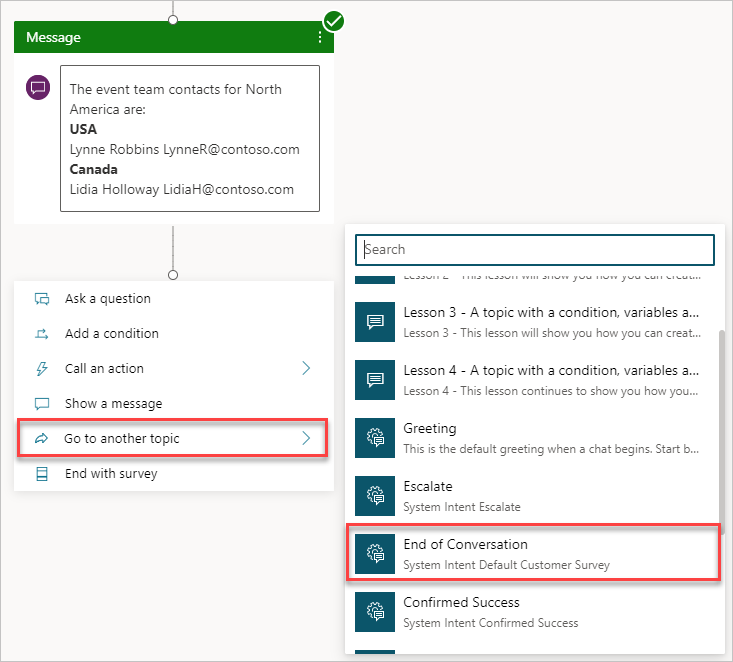 Message
The event team contacts for North
America are:
USA
Lynne Robbins LynneR@contoso.com
Canada
Lidia Holloway LidiaH@contoso.com
Ask a question
Add a condition
Call an action
Show a message
Go to another topic
End with survey
Search
Lesson 2 - This lesson will show you how you can creat...
Lesson 3 - A topic with a condition, variables a...
Lesson 3 - This lesson will show you how you can creat...
Lesson 4 - A topic with a condition, variables a...
Lesson 4 - This lesson continues to show you how you...
Greeting
This is the default greeting when a chat begins. Start b...
Escalate
System Intent Escalate
End of Conversation
System Intent Default Customer Survey
Confirmed Success
System Intent Confirmed Success